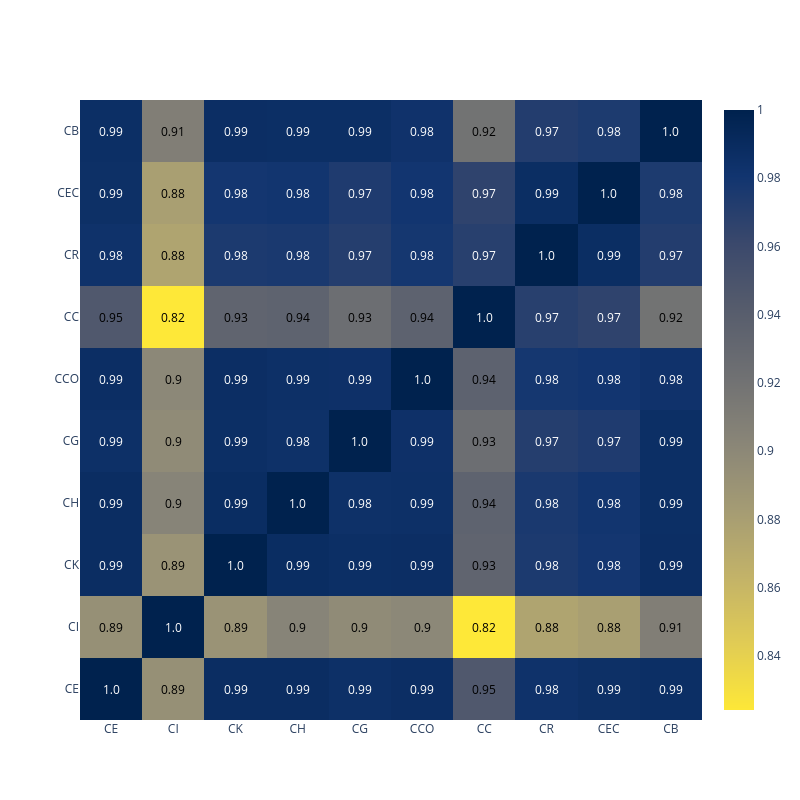 CB 0.99 0.91 0.99 0.99 0.99 0.98 0.92 0.97 0.98 1.0
CEC 0.99 0.88 0.98 0.98 0.97 0.98 0.97 0.99 1.0 0.98
CR 0.98 0.88 0.98 0.98 0.97 0.98 0.97 1.0 0.99 0.97
CC 0.95 0.82 0.93 0.94 0.93 0.94 1.0 0.97 0.97 0.92
CCO 0.99 0.9 0.99 0.99 0.99 1.0 0.94 0.98 0.98 0.98
CG 0.99 0.9 0.99 0.98 1.0 0.99 0.93 0.97 0.97 0.99
CH 0.99 0.9 0.99 1.0 0.98 0.99 0.94 0.98 0.98 0.99
CK 0.99 0.89 1.0 0.99 0.99 0.99 0.93 0.98 0.98 0.99
CI 0.89 1.0 0.89 0.9 0.9 0.9 0.82 0.88 0.88 0.91
CE 1.0 0.89 0.99 0.99 0.99 0.99 0.95 0.98 0.99 0.99
CE CI CK CH CG CCO CC CR CEC CB
1
0.98
0.96
0.94
0.92
0.9
0.88
0.86
0.84